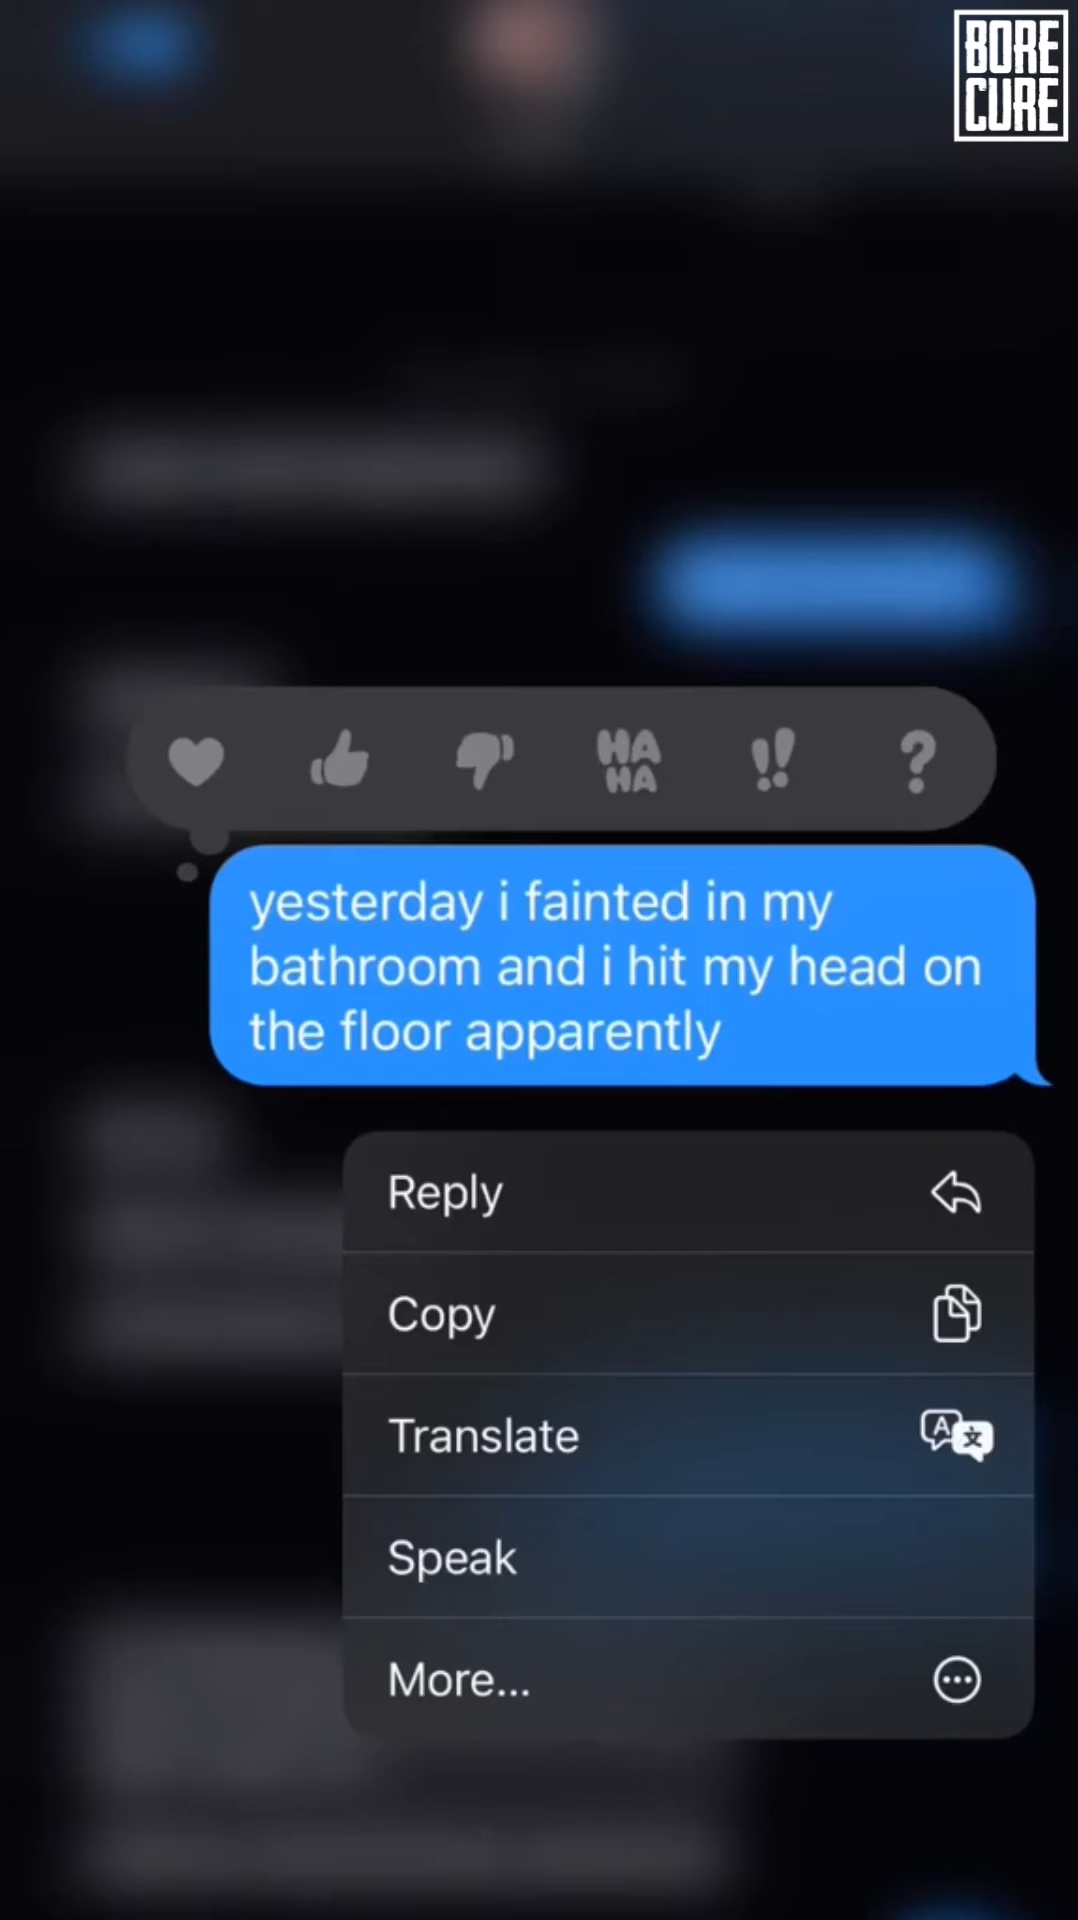 BORE
CURE
HA
HA
!!
?
yesterday i fainted in my
bathroom and i hit my head on
the floor apparently
Reply
Copy
Translate
A 文
Speak
More...